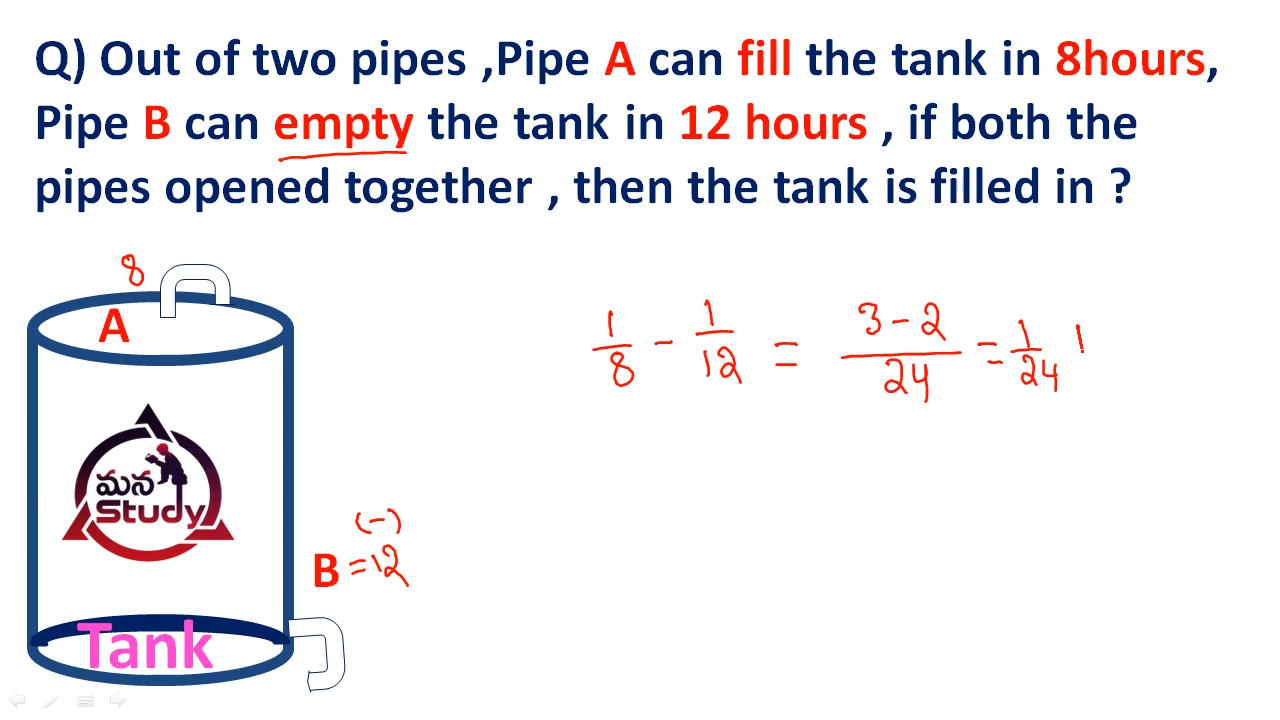 Q) Out of two pipes ,Pipe A can fill the tank in 8hours,
Pipe B can empty the tank in 12 hours , if both the
pipes opened together , then the tank is filled in ?
8
A
1/8 - 1/12 = 3-2/24 = 1/24
మన
Study
(-)
B =12
Tank